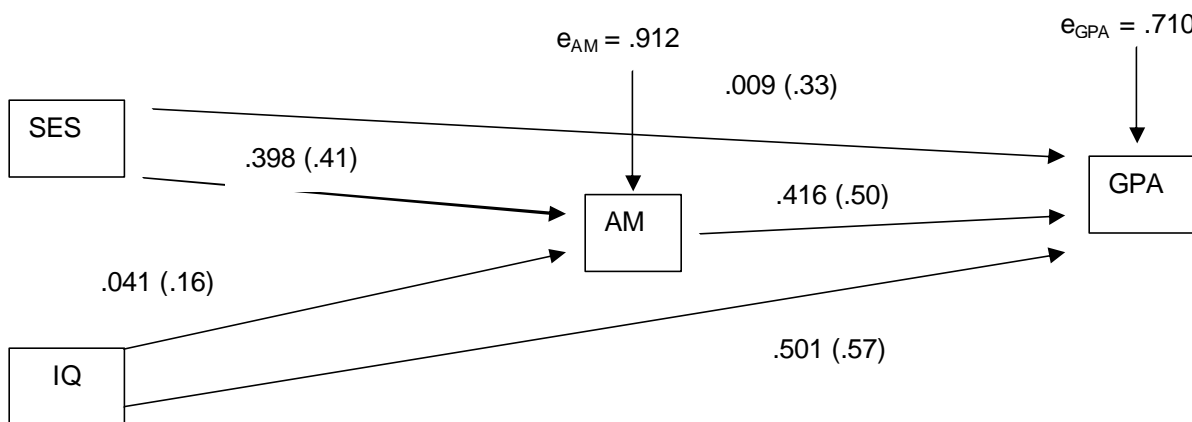 e_AM = .912
e_GPA = .710
.009 (.33)
SES
.398 (.41)
GPA
.416 (.50)
AM
.041 (.16)
.501 (.57)
IQ